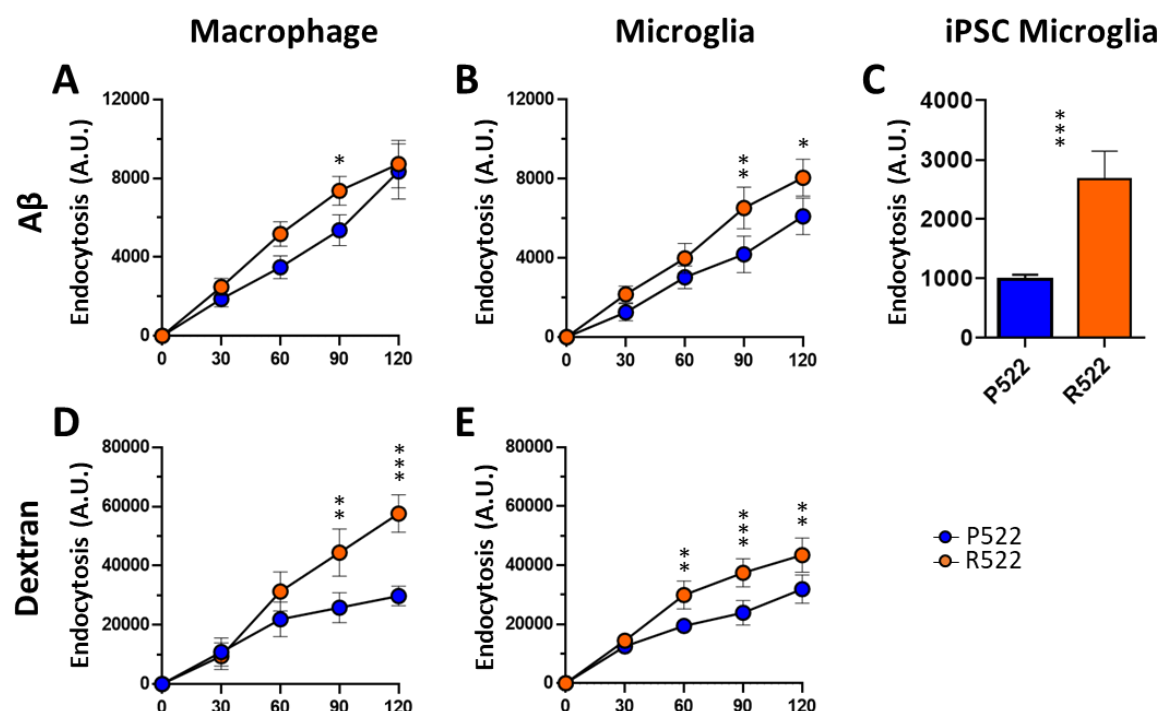 Macrophage
Microglia
iPSC Microglia
A
B
C
Aβ
Endocytosis (A.U.)
12000
8000
4000
0
0 30 60 90 120
*
Endocytosis (A.U.)
12000
8000
4000
0
0 30 60 90 120
**
*
Endocytosis (A.U.)
4000
3000
2000
1000
0
***
P522
R522
D
E
Dextran
Endocytosis (A.U.)
80000
60000
40000
20000
0
0 30 60 90 120
**
***
Endocytosis (A.U.)
80000
60000
40000
20000
0
0 30 60 90 120
**
***
**
P522
R522